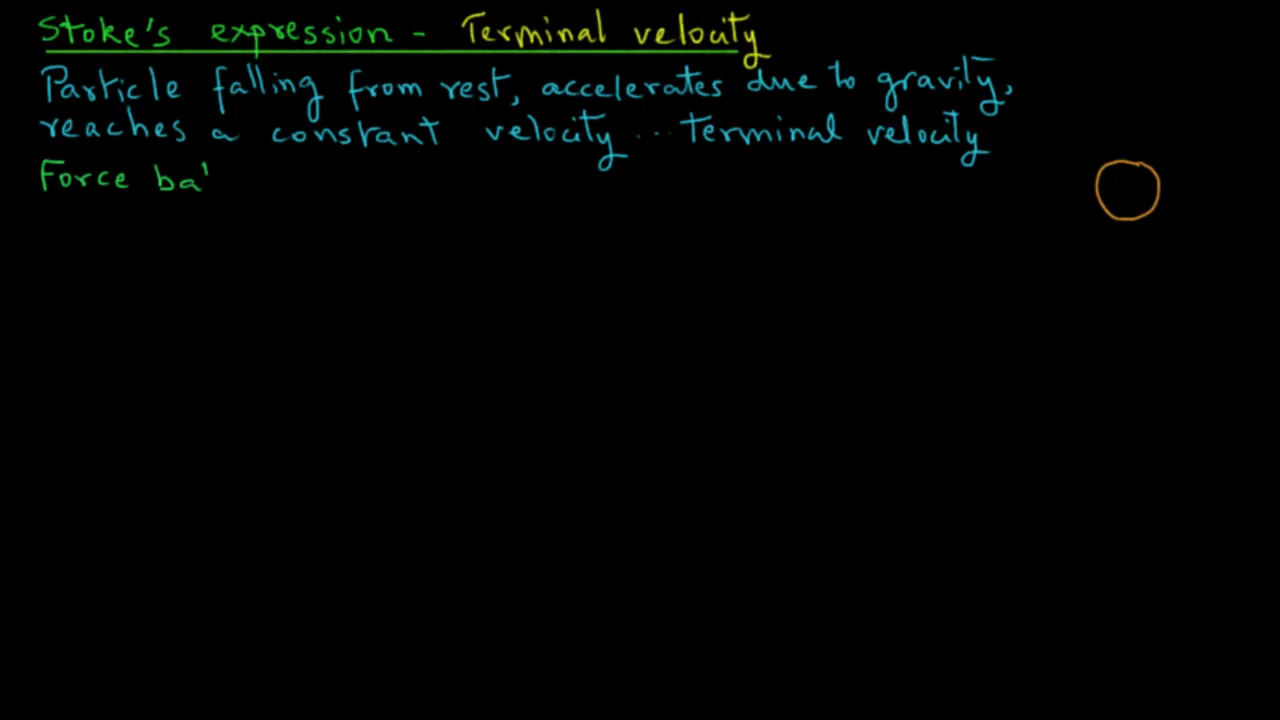 Stoke's expression - Terminal velocity
Particle falling from rest, accelerates due to gravity,
reaches a constant velocity ... terminal velocity
Force ba'